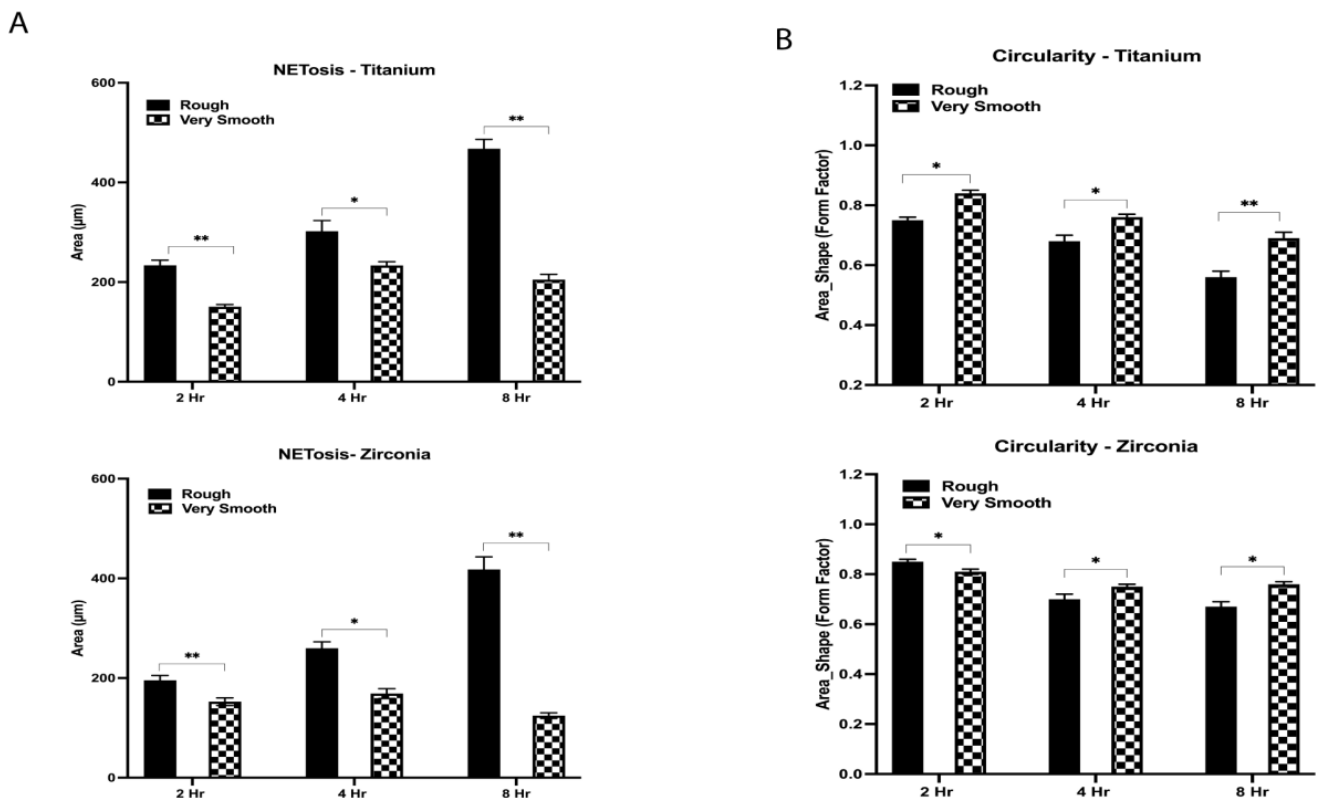 A
NETosis - Titanium
600
400
200
0
Area (µm)
Rough
Very Smooth
**
*
**
2 Hr
4 Hr
8 Hr
NETosis- Zirconia
600
400
200
0
Area (µm)
Rough
Very Smooth
**
*
**
2 Hr
4 Hr
8 Hr
B
Circularity - Titanium
1.2
1.0
0.8
0.6
0.4
0.2
Area_Shape (Form Factor)
Rough
Very Smooth
*
*
**
2 Hr
4 Hr
8 Hr
Circularity - Zirconia
1.2
1.0
0.8
0.6
0.4
0.2
0.0
Area_Shape (Form Factor)
Rough
Very Smooth
*
*
*
2 Hr
4 Hr
8 Hr